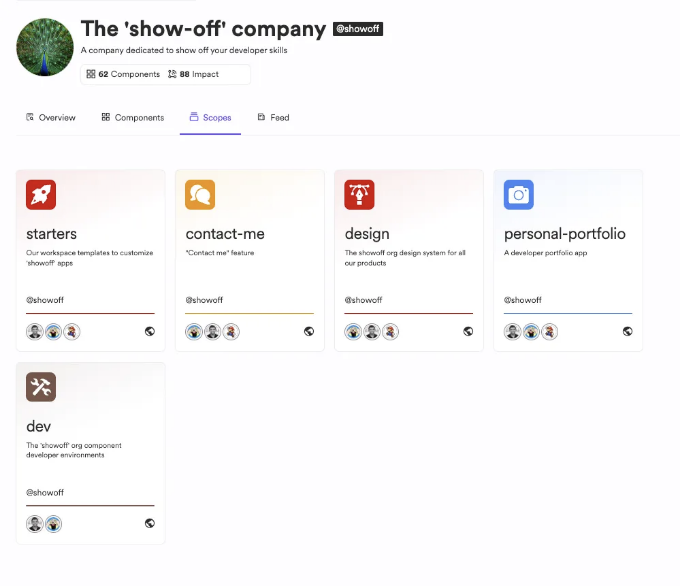 The 'show-off' company @showoff
A company dedicated to show off your developer skills
62 Components 88 Impact
Overview Components Scopes Feed
starters
Our workspace templates to customize
'showoff' apps
@showoff
contact-me
"Contact me" feature
@showoff
design
The showoff org design system for all
our products
@showoff
personal-portfolio
A developer portfolio app
@showoff
dev
The 'showoff' org component
developer environments
@showoff